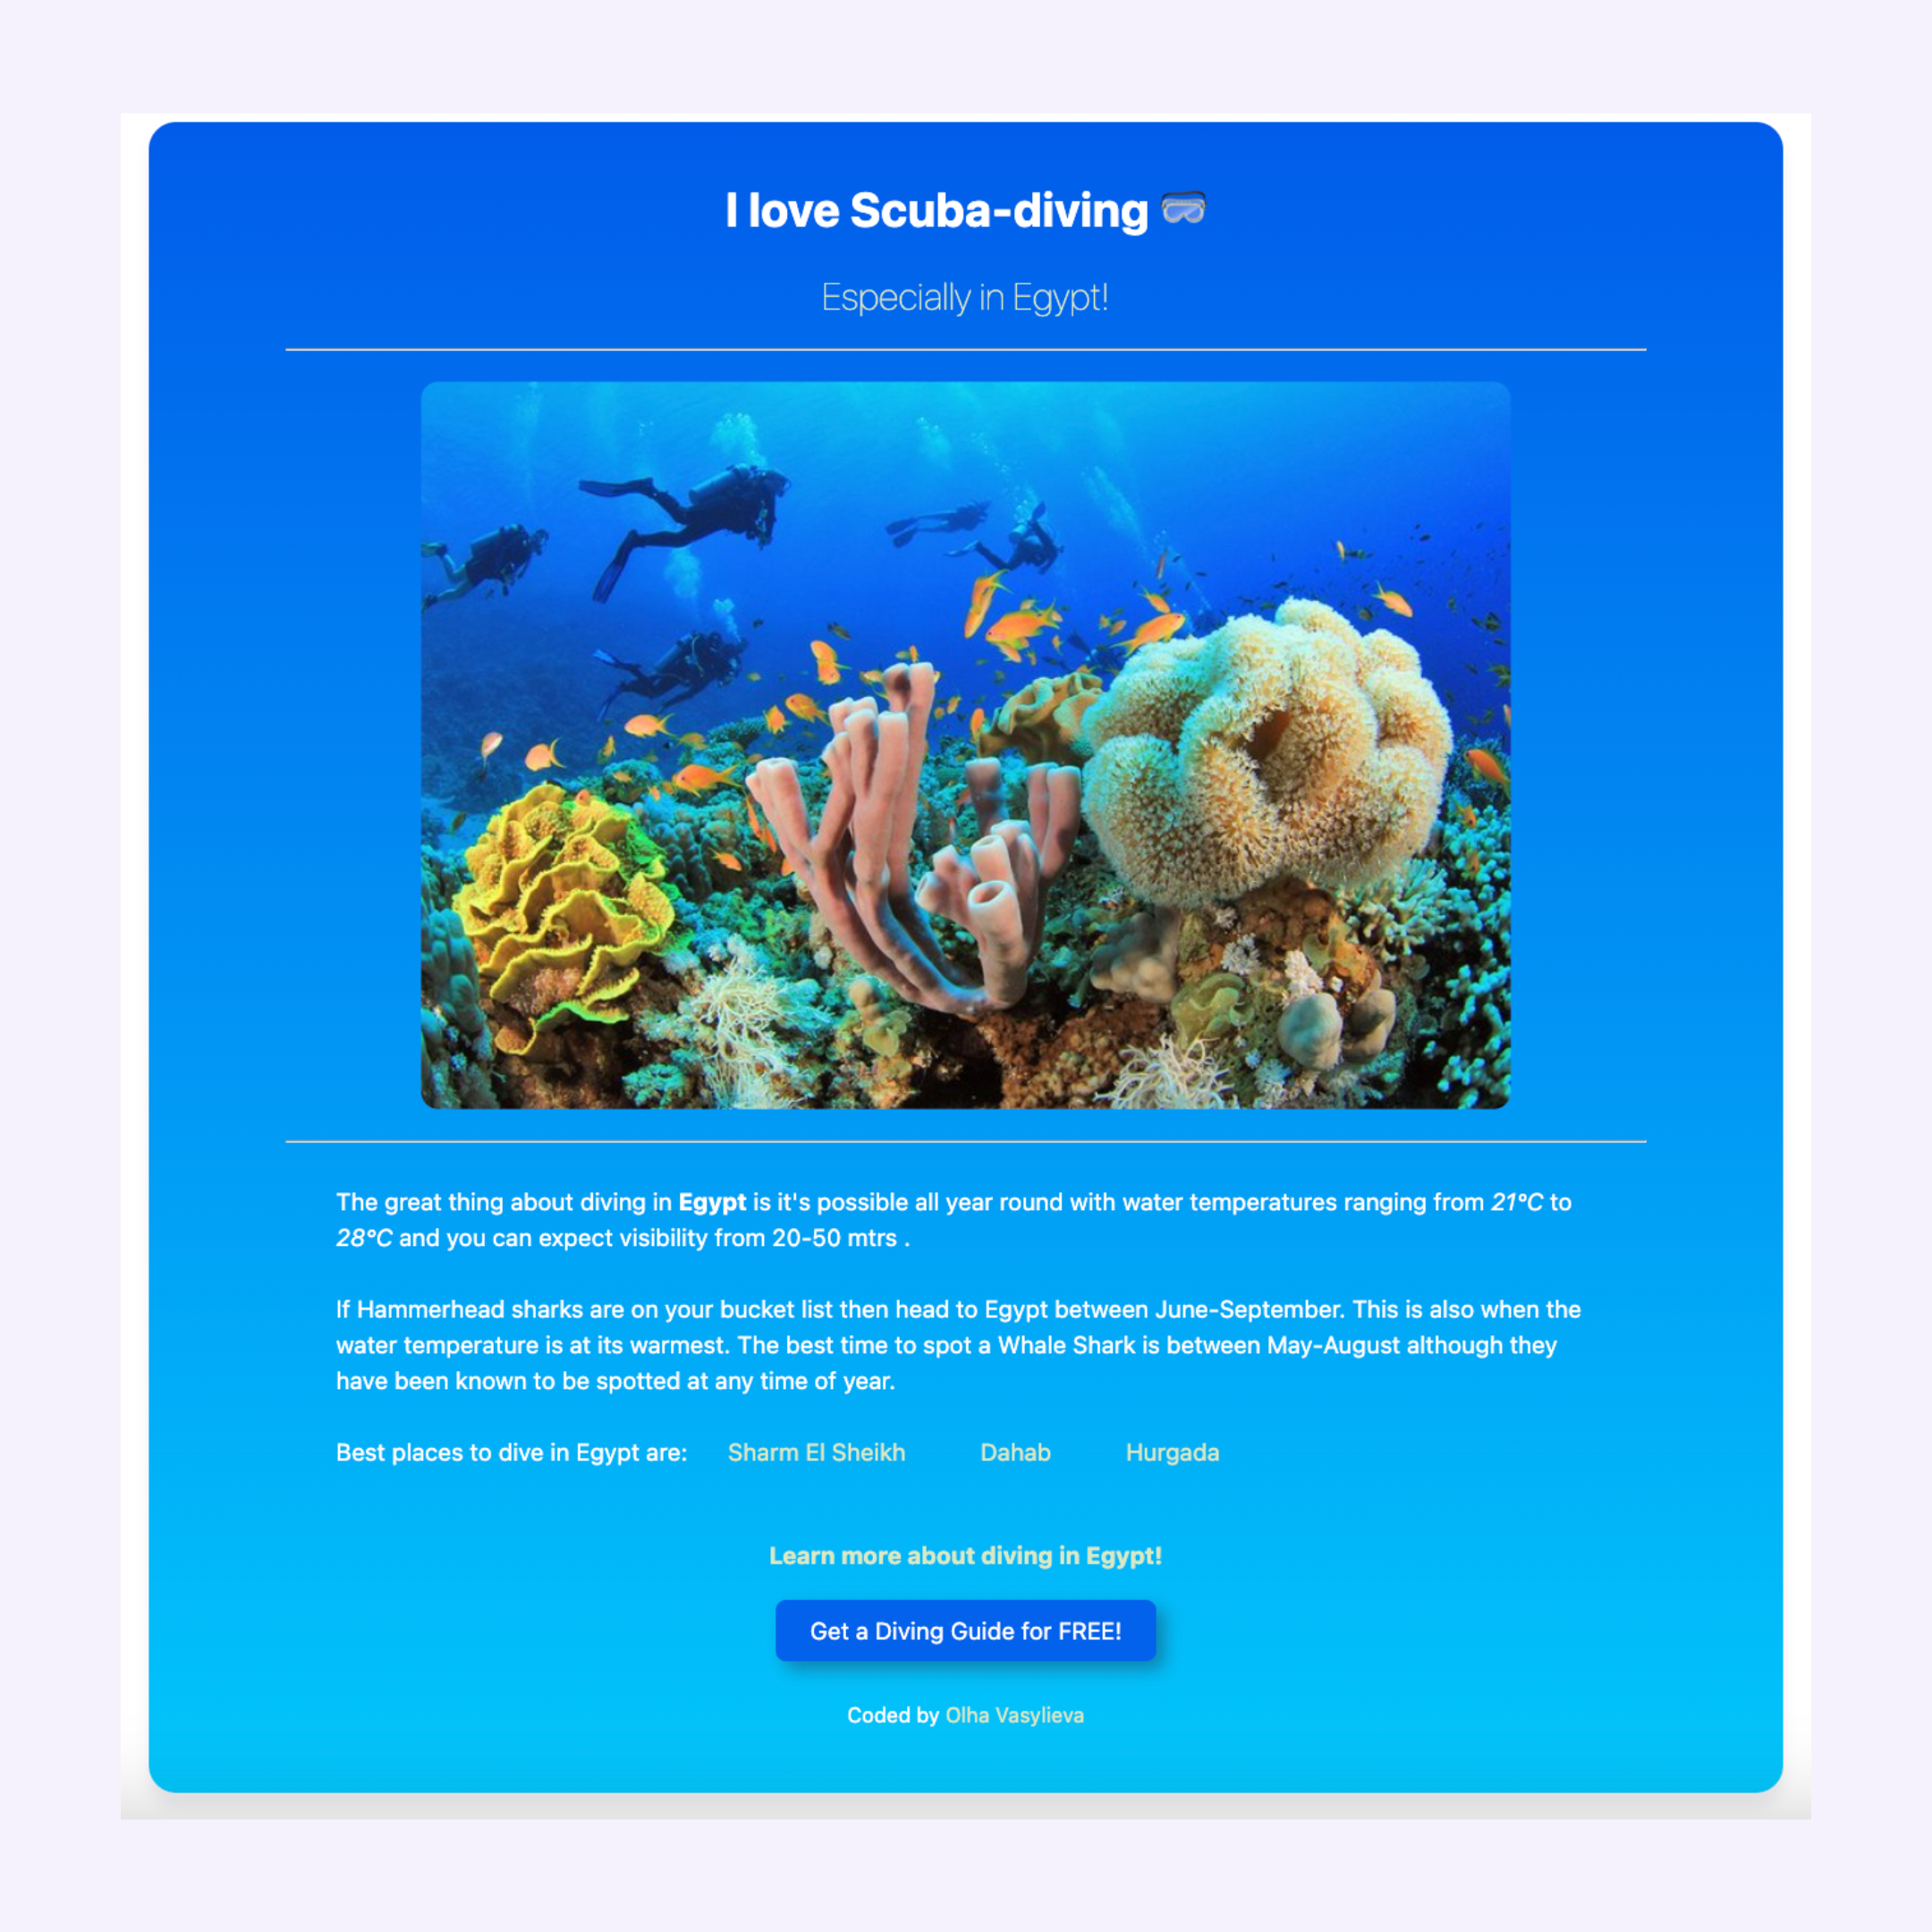 I love Scuba-diving 🤿
Especially in Egypt!
The great thing about diving in Egypt is it's possible all year round with water temperatures ranging from 21°C to
28°C and you can expect visibility from 20-50 mtrs .
If Hammerhead sharks are on your bucket list then head to Egypt between June-September. This is also when the
water temperature is at its warmest. The best time to spot a Whale Shark is between May-August although they
have been known to be spotted at any time of year.
Best places to dive in Egypt are: Sharm El Sheikh Dahab Hurgada
Learn more about diving in Egypt!
Get a Diving Guide for FREE!
Coded by Olha Vasylieva